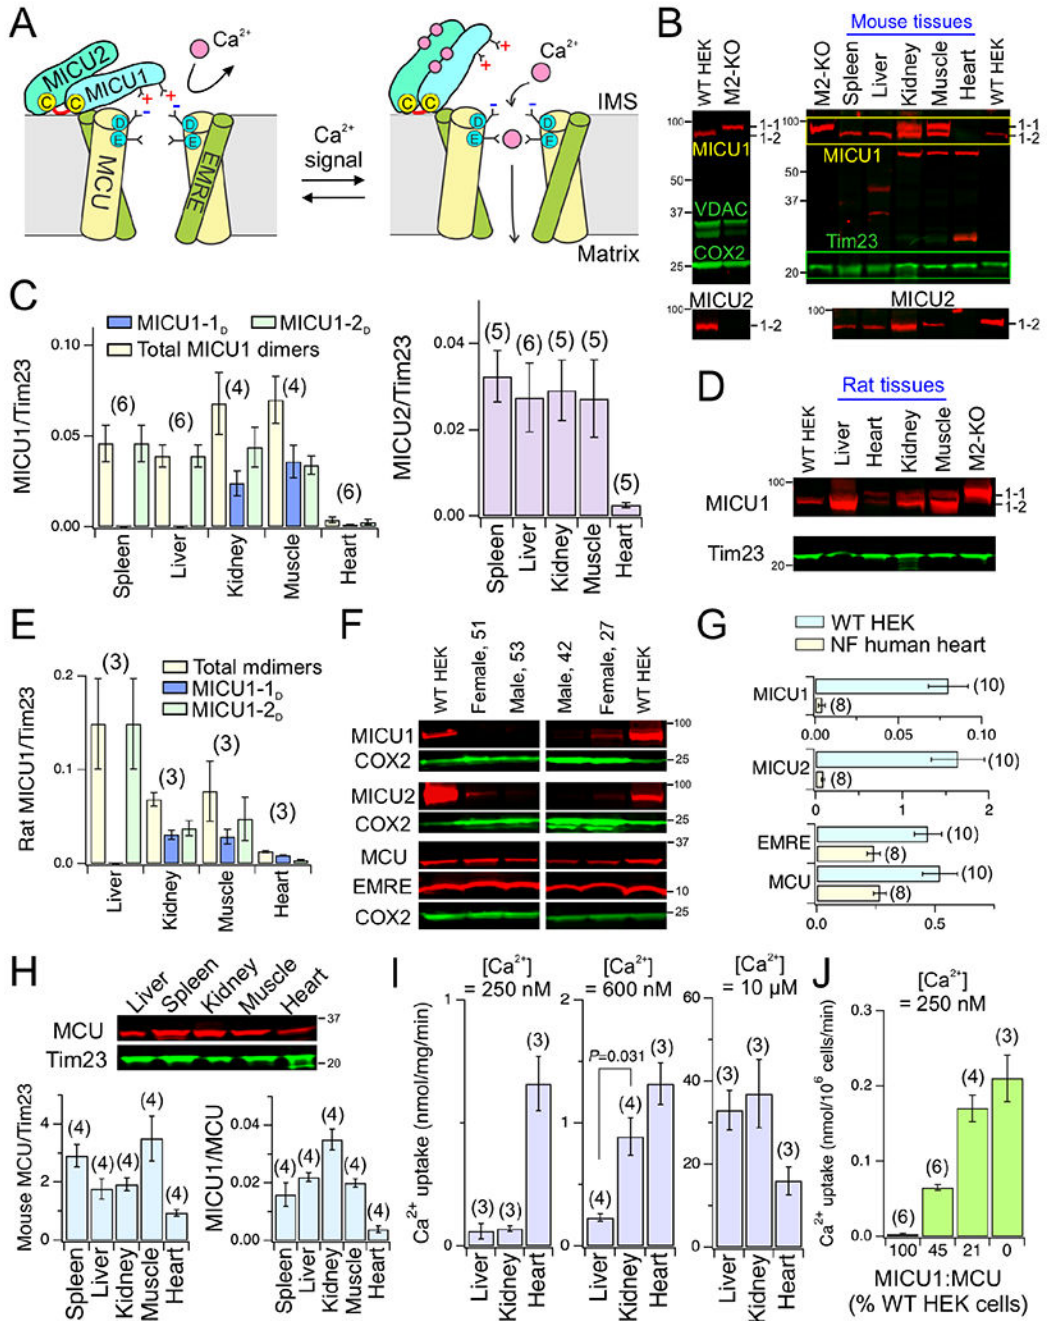 A
MICU2
MICU1
C
C
Ca2+
+
+
-
-
D
E
D
E
MCU
EMRE
Ca2+
signal
C
C
+
+
Ca2+
-
-
D
E
D
E
IMS
Matrix
B
Mouse tissues
WT HEK
M2-KO
M2-KO
Spleen
Liver
Kidney
Muscle
Heart
WT HEK
100
1-1
1-2
MICU1
50
37
VDAC
COX2
25
100
1-1
1-2
MICU1
50
37
Tim23
20
MICU2
100
MICU2
100
1-2
C
MICU1-1D
MICU1-2D
Total MICU1 dimers
MICU1/Tim23
0.10
0.05
0.00
(6)
(6)
(4)
(4)
(6)
Spleen
Liver
Kidney
Muscle
Heart
MICU2/Tim23
0.04
0.02
0.00
(5)
(6)
(5)
(5)
(5)
Spleen
Liver
Kidney
Muscle
Heart
D
Rat tissues
WT HEK
Liver
Heart
Kidney
Muscle
M2-KO
100
MICU1
1-1
1-2
Tim23
20
E
Total mdimers
MICU1-1D
MICU1-2D
Rat MICU1/Tim23
0.2
0.1
0.0
(3)
(3)
(3)
(3)
Liver
Kidney
Muscle
Heart
F
WT HEK
Female, 51
Male, 53
Male, 42
Female, 27
WT HEK
MICU1
100
COX2
25
MICU2
100
COX2
25
37
MCU
EMRE
10
COX2
25
G
WT HEK
NF human heart
MICU1
(10)
(8)
0.00
0.05
0.10
MICU2
(10)
(8)
0
1
2
EMRE
(10)
(8)
MCU
(10)
(8)
0.0
0.5
H
Liver
Spleen
Kidney
Muscle
Heart
MCU
37
Tim23
20
Mouse MCU/Tim23
4
2
0
(4)
(4)
(4)
(4)
(4)
Spleen
Liver
Kidney
Muscle
Heart
MICU1/MCU
0.04
0.02
0.00
(4)
(4)
(4)
(4)
(4)
Spleen
Liver
Kidney
Muscle
Heart
I
[Ca2+]
= 250 nM
[Ca2+]
= 600 nM
[Ca2+]
= 10 µM
Ca2+ uptake (nmol/mg/min)
1
0
(3)
(3)
(3)
Liver
Kidney
Heart
2
1
0
P=0.031
(4)
(4)
(3)
Liver
Kidney
Heart
60
40
20
0
(3)
(3)
(3)
Liver
Kidney
Heart
J
[Ca2+]
= 250 nM
Ca2+ uptake (nmol/10^6 cells/min)
0.3
0.2
0.1
0.0
(6)
(6)
(4)
(3)
100
45
21
0
MICU1:MCU
(% WT HEK cells)